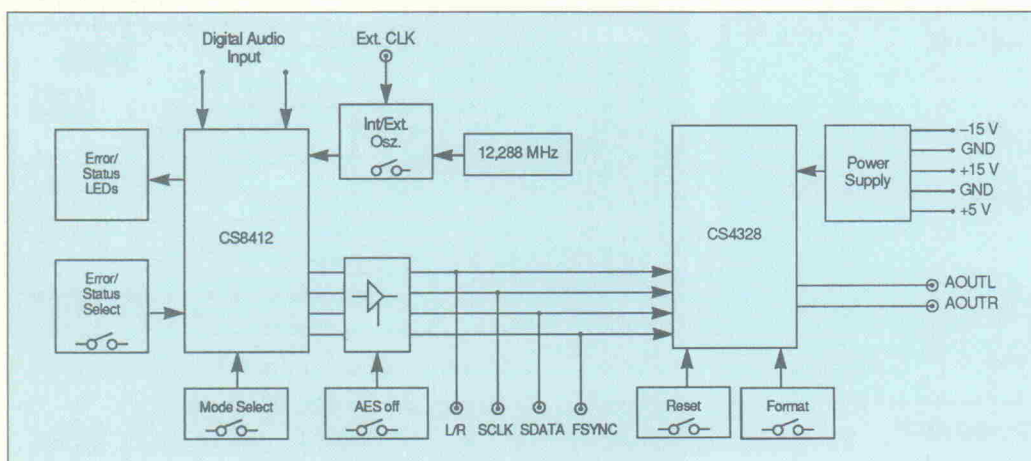 Digital Audio
Input
Ext. CLK
Error/
Status
LEDs
Int/Ext.
Osz.
12,288 MHz
Power
Supply
–15 V
GND
+15 V
GND
+5 V
CS8412
CS4328
Error/
Status
Select
AOUTL
AOUTR
Mode Select
AES off
L/R SCLK SDATA FSYNC
Reset
Format